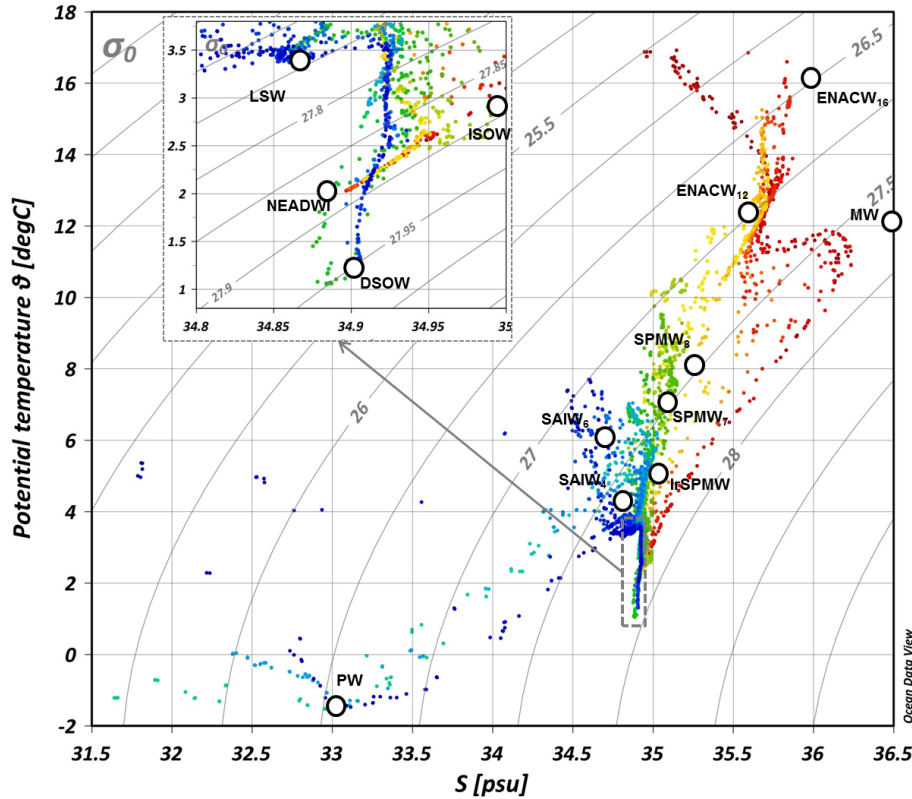 σ0
18
16
14
12
10
8
6
4
2
0
-2
Potential temperature ϑ [degC]
31.5
32
32.5
33
33.5
34
34.5
35
35.5
36
36.5
S [psu]
σ0
3.5
3
2.5
2
1.5
1
34.8
34.85
34.9
34.95
35
LSW
27.8
27.85
ISOW
NEADWI
27.95
DSOW
27.9
26.5
25.5
27.5
26
27
28
ENACW16
ENACW12
MW
SPMW8
SPMW7
SAIW6
SAIW4
IrSPMW
PW
Ocean Data View